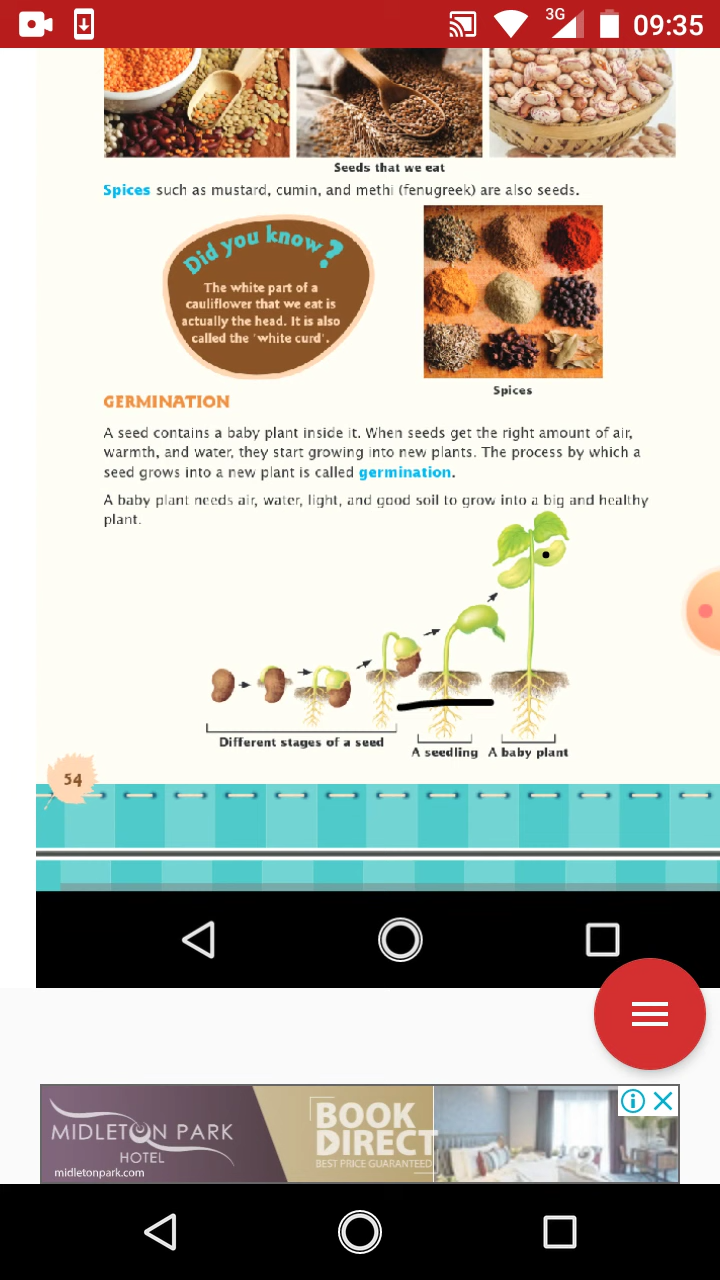 3G
09:35
Seeds that we eat
Spices such as mustard, cumin, and methi (fenugreek) are also seeds.
Did you know?
The white part of a
cauliflower that we eat is
actually the head. It is also
called the 'white curd'.
Spices
GERMINATION
A seed contains a baby plant inside it. When seeds get the right amount of air,
warmth, and water, they start growing into new plants. The process by which a
seed grows into a new plant is called germination.
A baby plant needs air, water, light, and good soil to grow into a big and healthy
plant.
Different stages of a seed
A seedling
A baby plant
54
MIDLETON PARK
HOTEL
midletonpark.com
BOOK
DIRECT
BEST PRICE GUARANTEED